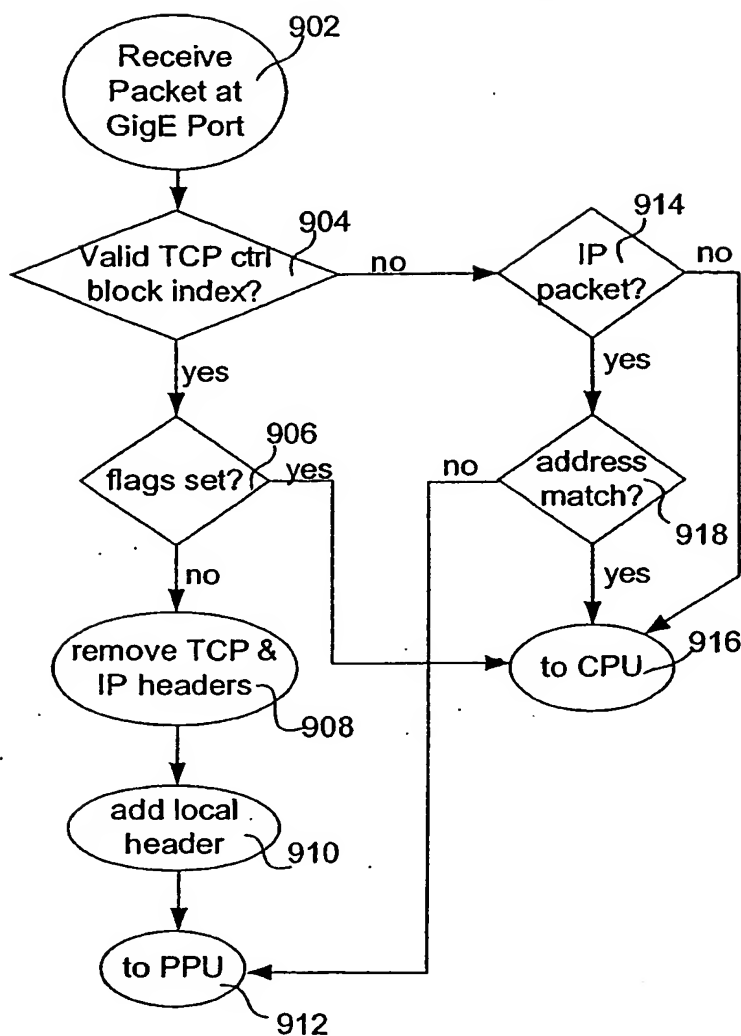 902
Receive
Packet at
GigE Port
904
Valid TCP ctrl
block index?
no
914
IP
packet?
no
yes
yes
906
flags set?
yes
no
address
match?
918
no
yes
remove TCP &
IP headers
908
to CPU
916
add local
header
910
to PPU
912